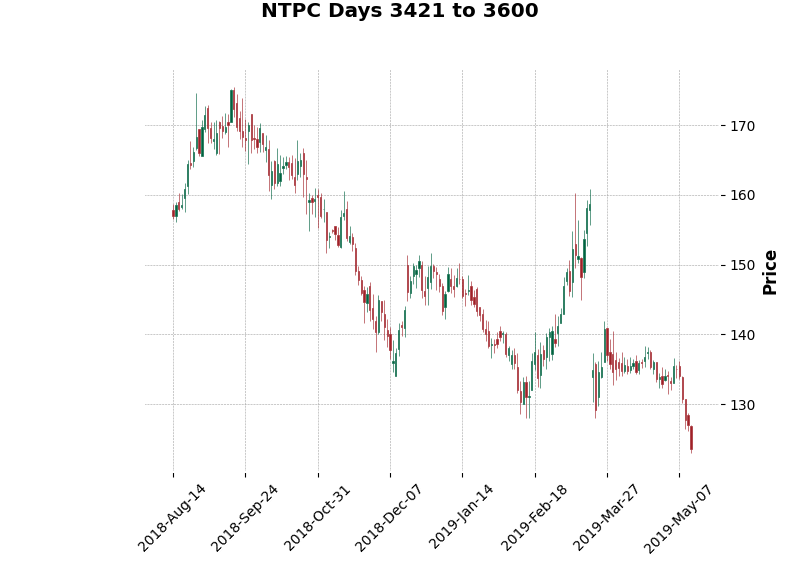 NTPC Days 3421 to 3600
170
160
150
140
130
Price
2018-Aug-14
2018-Sep-24
2018-Oct-31
2018-Dec-07
2019-Jan-14
2019-Feb-18
2019-Mar-27
2019-May-07